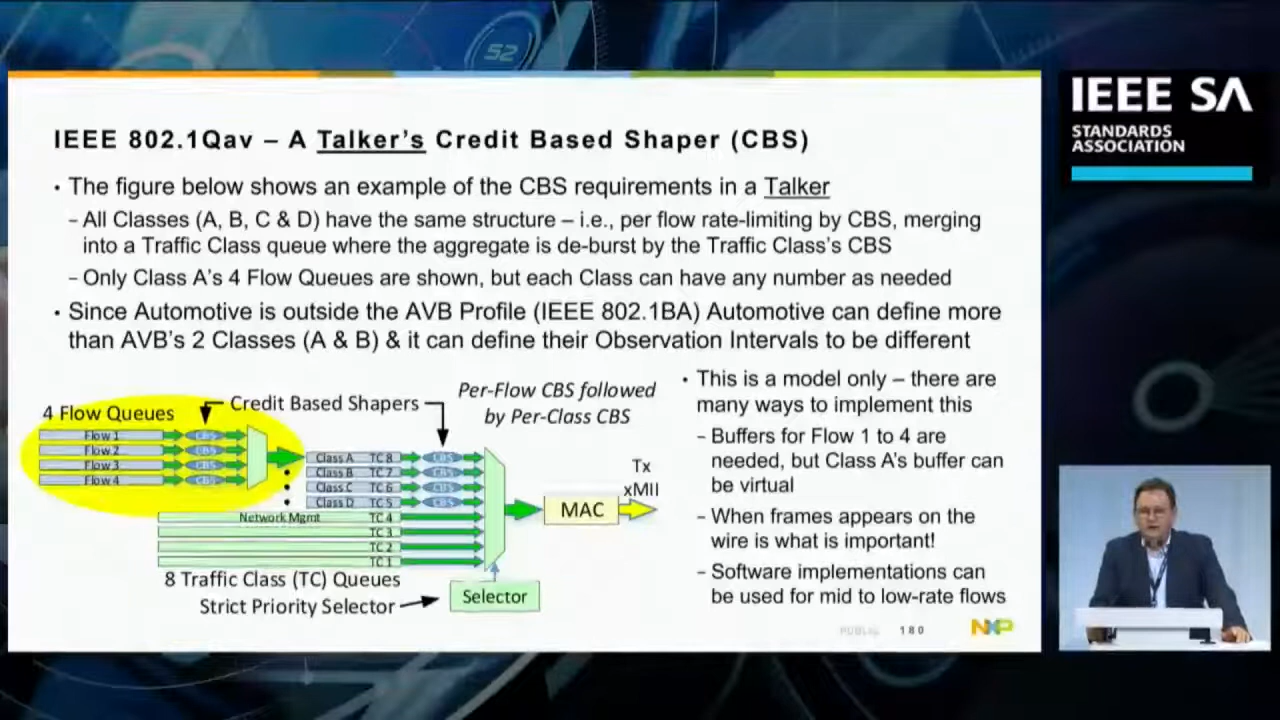 52
IEEE SA
STANDARDS
ASSOCIATION
IEEE 802.1Qav – A Talker's Credit Based Shaper (CBS)
• The figure below shows an example of the CBS requirements in a Talker
– All Classes (A, B, C & D) have the same structure – i.e., per flow rate-limiting by CBS, merging
into a Traffic Class queue where the aggregate is de-burst by the Traffic Class's CBS
– Only Class A's 4 Flow Queues are shown, but each Class can have any number as needed
• Since Automotive is outside the AVB Profile (IEEE 802.1BA) Automotive can define more
than AVB's 2 Classes (A & B) & it can define their Observation Intervals to be different
4 Flow Queues
Credit Based Shapers
Per-Flow CBS followed
by Per-Class CBS
Flow 1 CBS
Flow 2 CBS
Flow 3 CBS
Flow 4 CBS
Class A TC 8 CBS
Class B TC 7 CBS
Class C TC 6 CBS
Class D TC 5 CBS
Network Mgmt TC 4
TC 3
TC 2
TC 1
MAC
Tx
xMII
8 Traffic Class (TC) Queues
Strict Priority Selector
Selector
• This is a model only – there are
many ways to implement this
– Buffers for Flow 1 to 4 are
needed, but Class A's buffer can
be virtual
– When frames appears on the
wire is what is important!
– Software implementations can
be used for mid to low-rate flows
PUBLIC 180 NXP